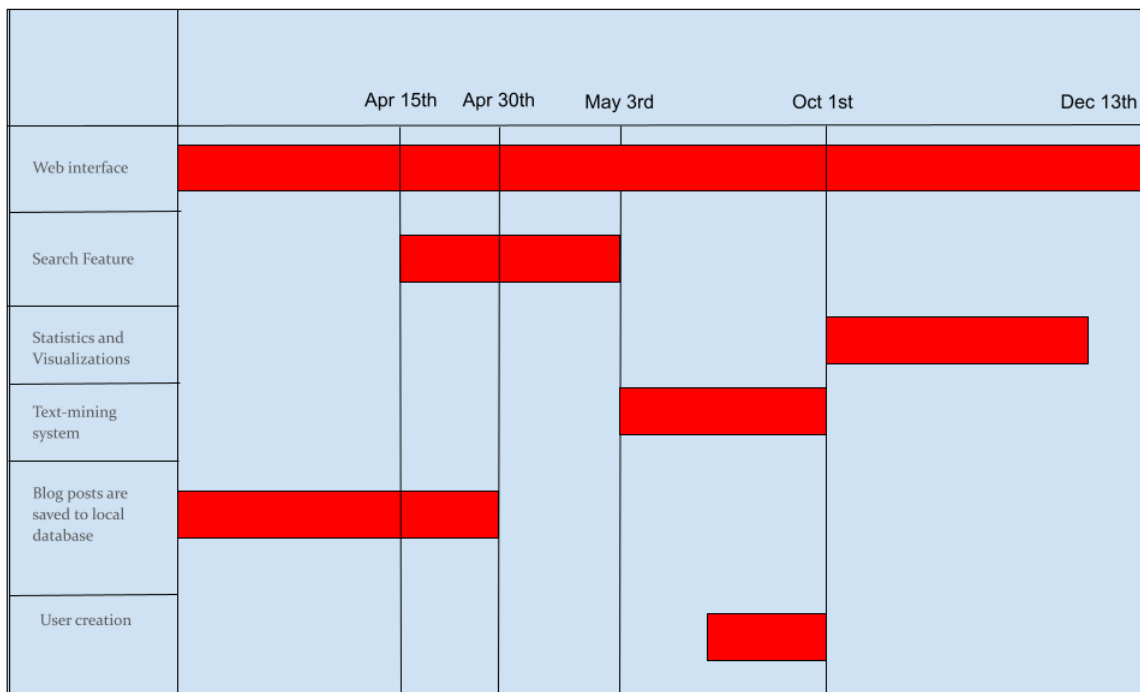 Apr 15th
Apr 30th
May 3rd
Oct 1st
Dec 13th
Web interface
Search Feature
Statistics and
Visualizations
Text-mining
system
Blog posts are
saved to local
database
User creation